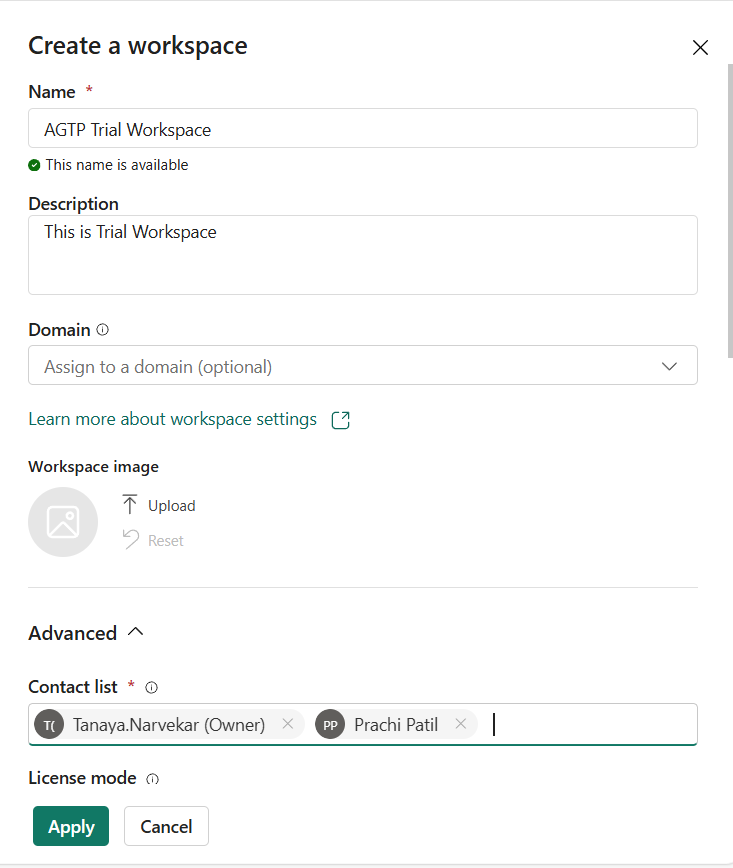 Create a workspace
Name *
AGTP Trial Workspace
This name is available
Description
This is Trial Workspace
Domain
Assign to a domain (optional)
Learn more about workspace settings
Workspace image
Upload
Reset
Advanced
Contact list *
T( Tanaya.Narvekar (Owner) PP Prachi Patil
License mode
Apply Cancel